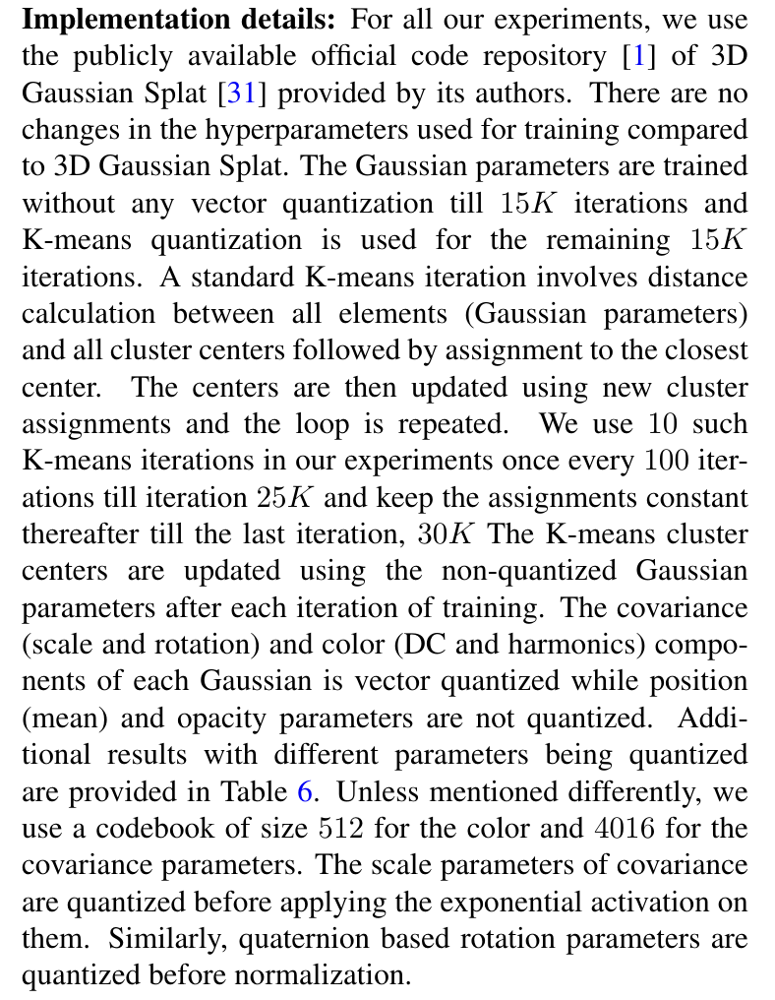 Implementation details: For all our experiments, we use
the publicly available official code repository [1] of 3D
Gaussian Splat [31] provided by its authors. There are no
changes in the hyperparameters used for training compared
to 3D Gaussian Splat. The Gaussian parameters are trained
without any vector quantization till 15K iterations and
K-means quantization is used for the remaining 15K
iterations. A standard K-means iteration involves distance
calculation between all elements (Gaussian parameters)
and all cluster centers followed by assignment to the closest
center. The centers are then updated using new cluster
assignments and the loop is repeated. We use 10 such
K-means iterations in our experiments once every 100 iter-
ations till iteration 25K and keep the assignments constant
thereafter till the last iteration, 30K The K-means cluster
centers are updated using the non-quantized Gaussian
parameters after each iteration of training. The covariance
(scale and rotation) and color (DC and harmonics) compo-
nents of each Gaussian is vector quantized while position
(mean) and opacity parameters are not quantized. Addi-
tional results with different parameters being quantized
are provided in Table 6. Unless mentioned differently, we
use a codebook of size 512 for the color and 4016 for the
covariance parameters. The scale parameters of covariance
are quantized before applying the exponential activation on
them. Similarly, quaternion based rotation parameters are
quantized before normalization.